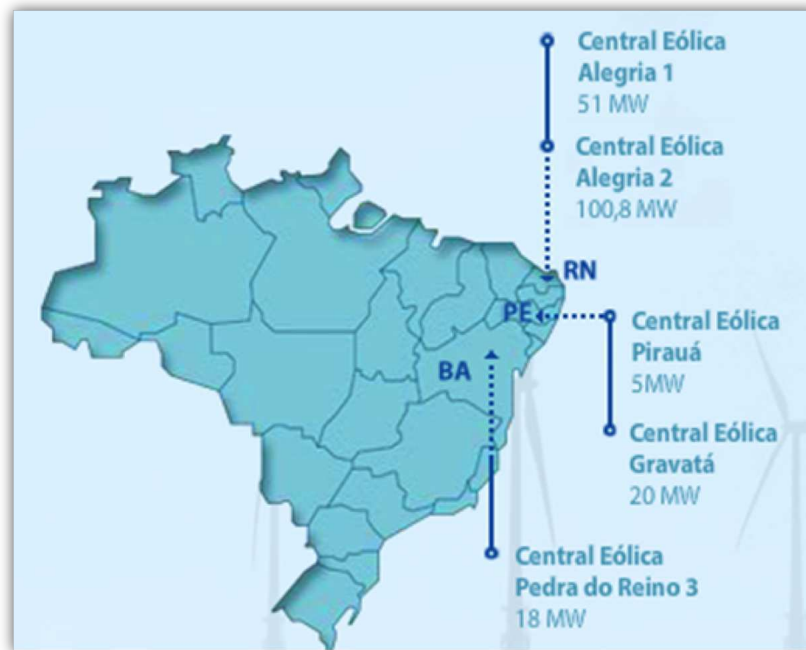 Central Eólica
Alegria 1
51 MW
Central Eólica
Alegria 2
100,8 MW
RN
PE
Central Eólica
Pirauá
5MW
BA
Central Eólica
Gravatá
20 MW
Central Eólica
Pedra do Reino 3
18 MW